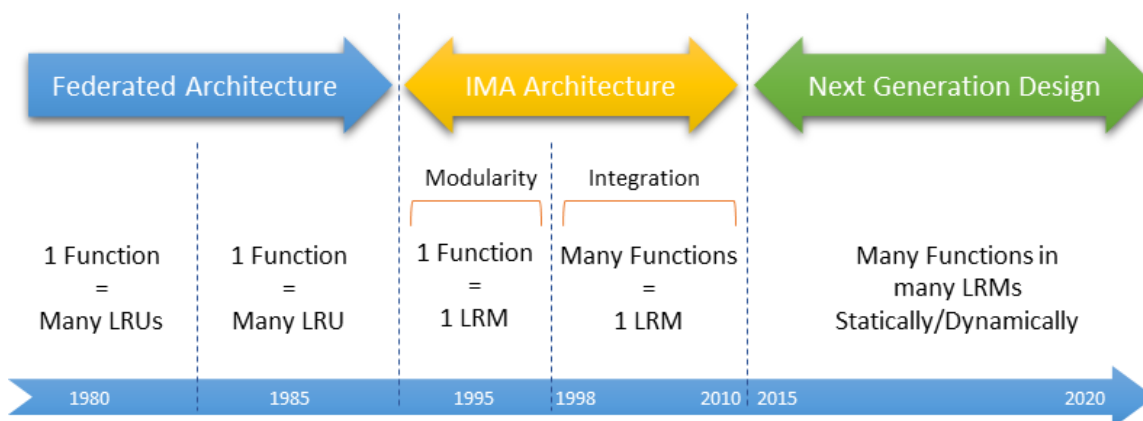 Federated Architecture
IMA Architecture
Next Generation Design
Modularity
Integration
1 Function
=
Many LRUs
1 Function
=
Many LRU
1 Function
=
1 LRM
Many Functions
=
1 LRM
Many Functions in
many LRMs
Statically/Dynamically
1980
1985
1995
1998
2010
2015
2020